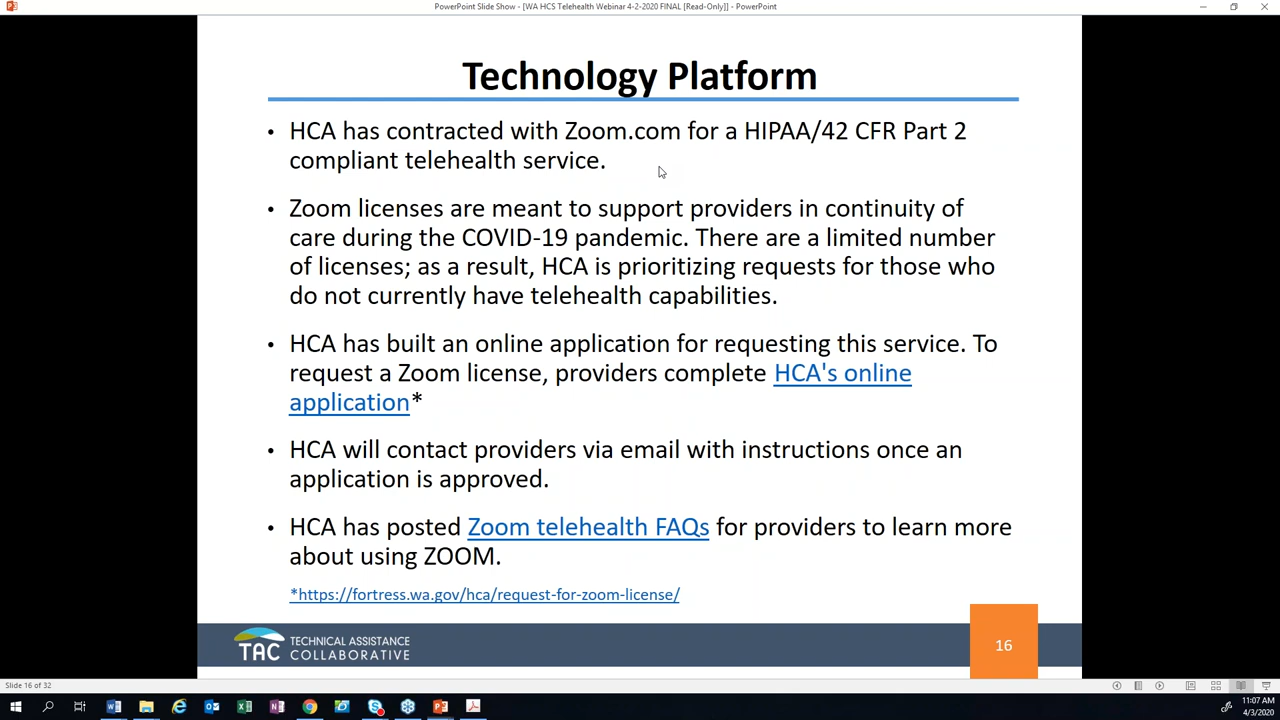 PowerPoint Slide Show - [WA HCS Telehealth Webinar 4-2-2020 FINAL [Read-Only]] - PowerPoint
Technology Platform
• HCA has contracted with Zoom.com for a HIPAA/42 CFR Part 2
compliant telehealth service.
• Zoom licenses are meant to support providers in continuity of
care during the COVID-19 pandemic. There are a limited number
of licenses; as a result, HCA is prioritizing requests for those who
do not currently have telehealth capabilities.
• HCA has built an online application for requesting this service. To
request a Zoom license, providers complete HCA's online
application*
• HCA will contact providers via email with instructions once an
application is approved.
• HCA has posted Zoom telehealth FAQs for providers to learn more
about using ZOOM.
*https://fortress.wa.gov/hca/request-for-zoom-license/
TAC TECHNICAL ASSISTANCE
COLLABORATIVE
16
Slide 16 of 32
11:07 AM
4/3/2020